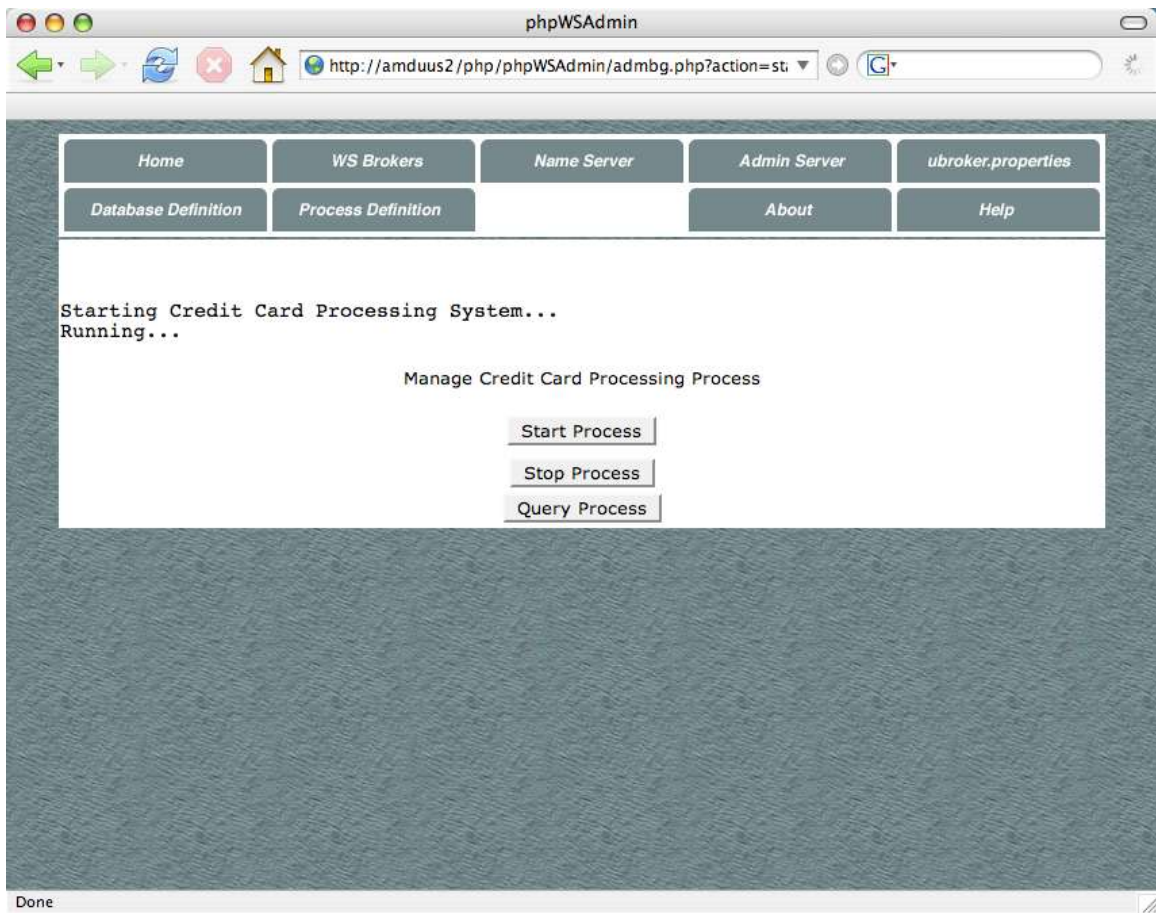 phpWSAdmin
http://amduus2/php/phpWSAdmin/admbg.php?action=sta
G
Home WS Brokers Name Server Admin Server ubroker.properties
Database Definition Process Definition About Help
Starting Credit Card Processing System...
Running...
Manage Credit Card Processing Process
Start Process
Stop Process
Query Process
Done